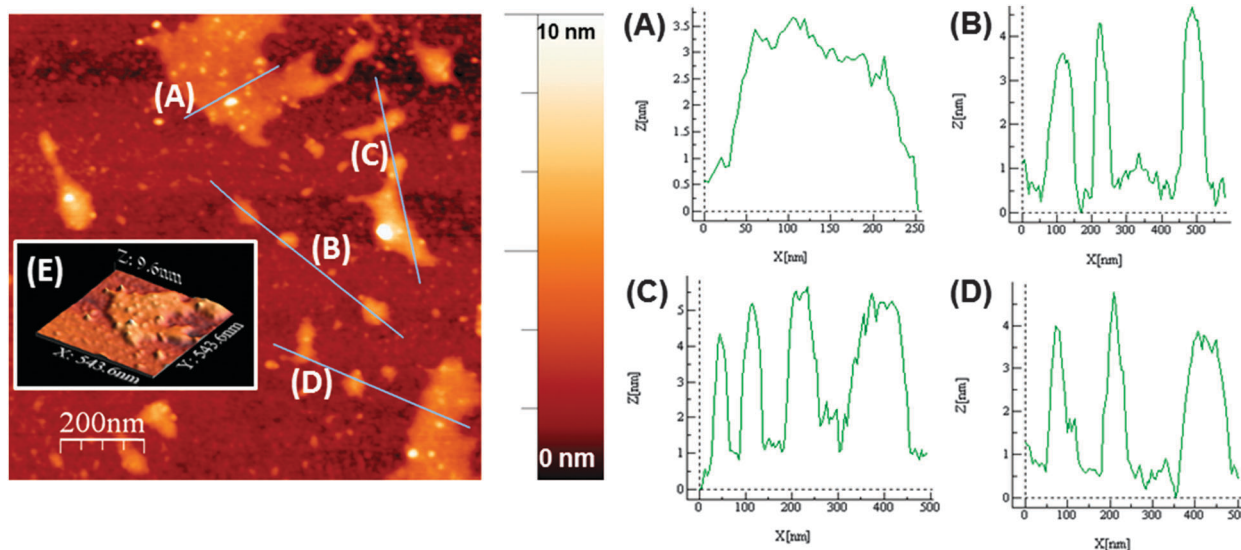 10 nm
0 nm
(A)
(C)
(B)
(D)
(E)
Z: 9.6nm
X: 543.6nm
Y: 543.6nm
200nm
(A)
Z[nm]
3.5
3
2.5
2
1.5
1
0.5
0
0 50 100 150 200 250
X[nm]
(B)
Z[nm]
4
3
2
1
0
0 100 200 300 400 500
X[nm]
(C)
Z[nm]
5
4
3
2
1
0
0 100 200 300 400 500
X[nm]
(D)
Z[nm]
4
3
2
1
0
0 100 200 300 400 500
X[nm]